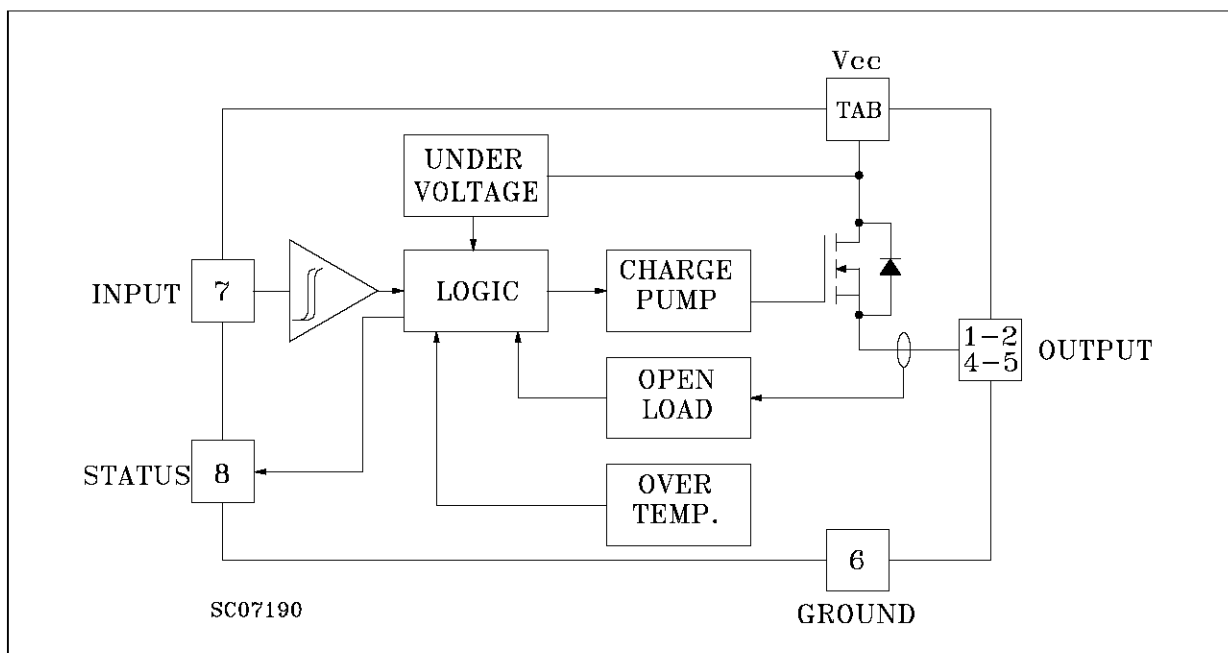 Vcc
TAB
UNDER
VOLTAGE
INPUT
7
LOGIC
CHARGE
PUMP
1-2
4-5
OUTPUT
OPEN
LOAD
STATUS
8
OVER
TEMP.
6
GROUND
SC07190